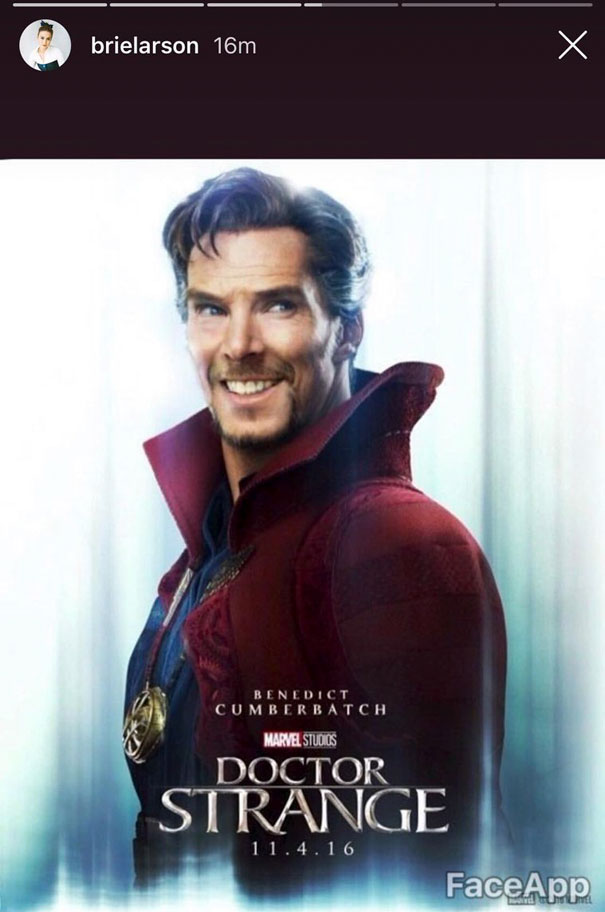 brielarson 16m
BENEDICT
CUMBERBATCH
MARVEL STUDIOS
DOCTOR
STRANGE
11.4.16
FaceApp